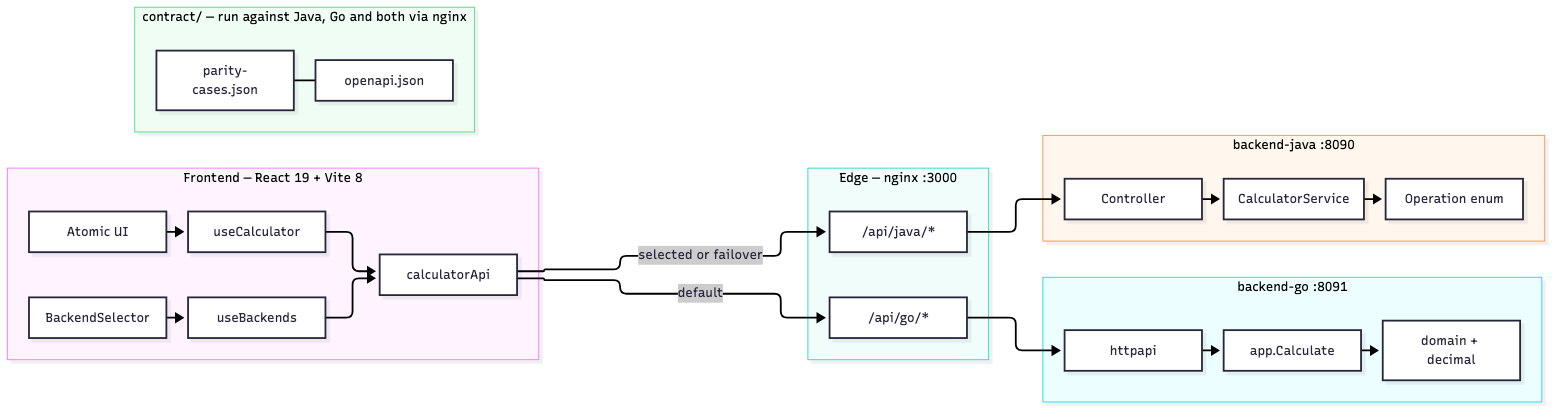 contract/ — run against Java, Go and both via nginx
parity-
cases.json
openapi.json
Frontend — React 19 + Vite 8
Atomic UI
useCalculator
calculatorApi
BackendSelector
useBackends
selected or failover
default
Edge — nginx :3000
/api/java/*
/api/go/*
backend-java :8090
Controller
CalculatorService
Operation enum
backend-go :8091
httpapi
app.Calculate
domain +
decimal